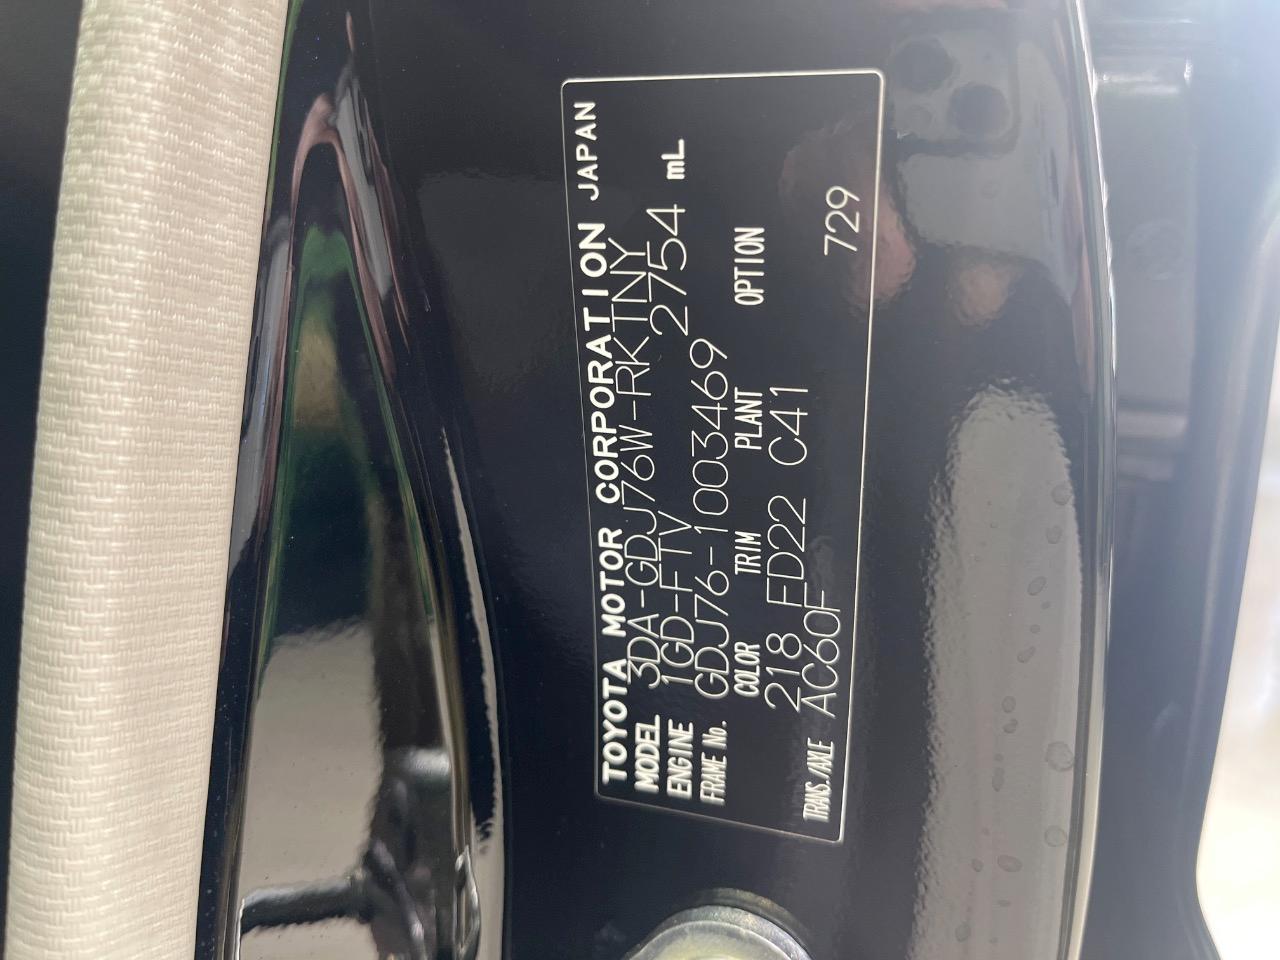 TOYOTA MOTOR CORPORATION JAPAN
MODEL 3DA-GDJ76W-RKTNY
ENGINE 1GD-FTV 2754 mL
FRAME No. GDJ76-1003469
COLOR TRIM PLANT OPTION
218 FD22 C41
TRANS./AXLE AC60F 729